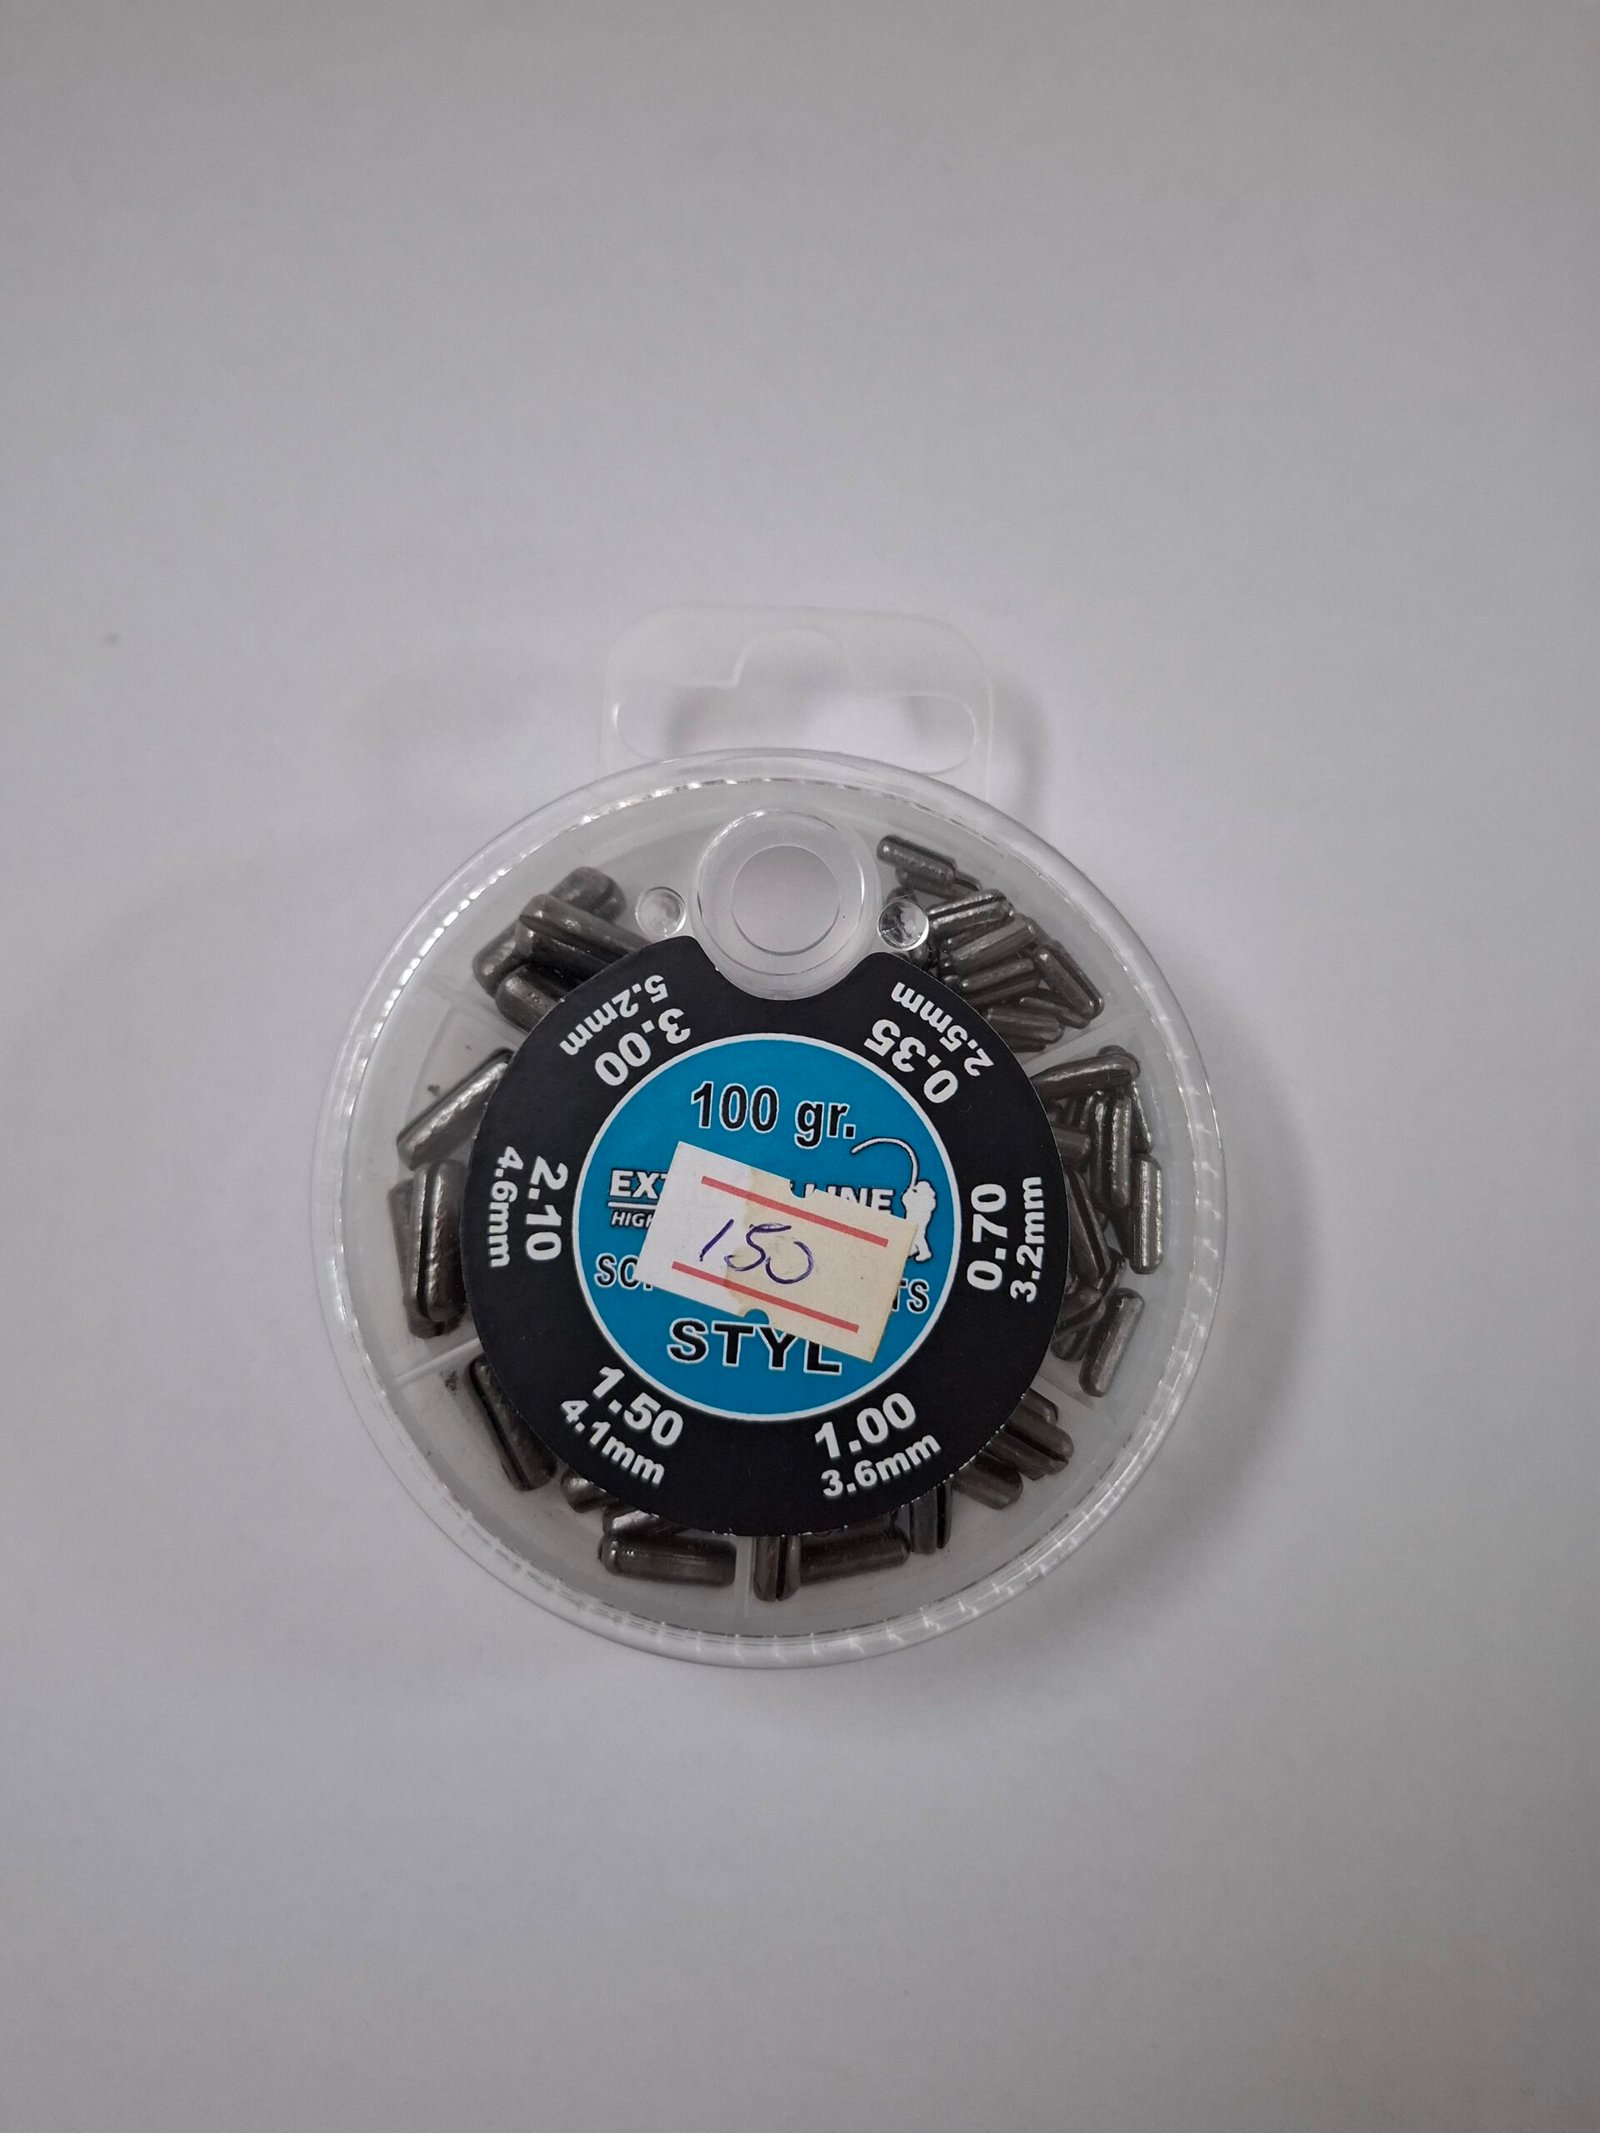 100 gr.
LINE
150
STYL
0.35
2.5mm
0.70
3.2mm
1.00
3.6mm
1.50
4.1mm
2.10
4.6mm
3.00
5.2mm